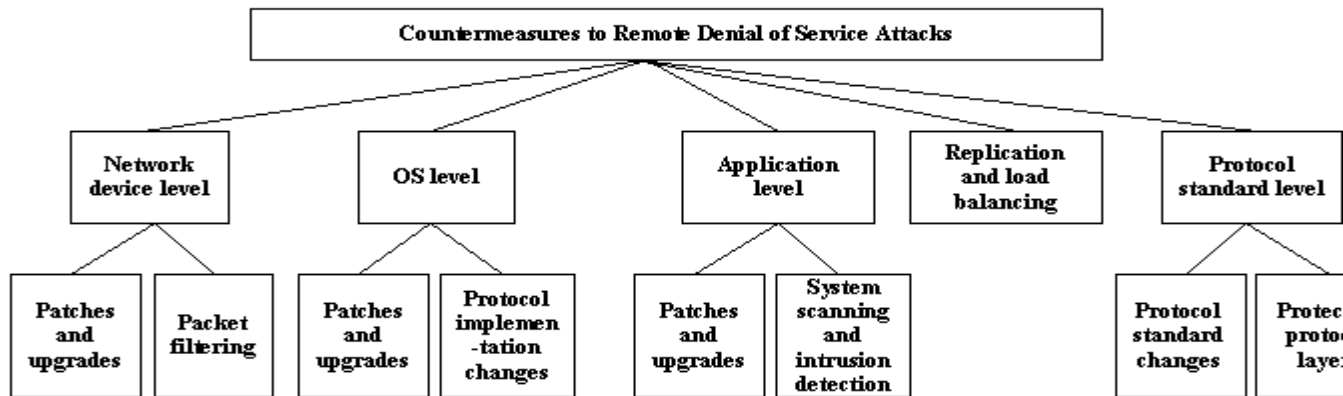 Countermeasures to Remote Denial of Service Attacks
Network
device level
OS level
Application
level
Replication
and load
balancing
Protocol
standard level
Patches
and
upgrades
Packet
filtering
Patches
and
upgrades
Protocol
implemen
-tation
changes
Patches
and
upgrades
System
scanning
and
intrusion
detection
Protocol
standard
changes